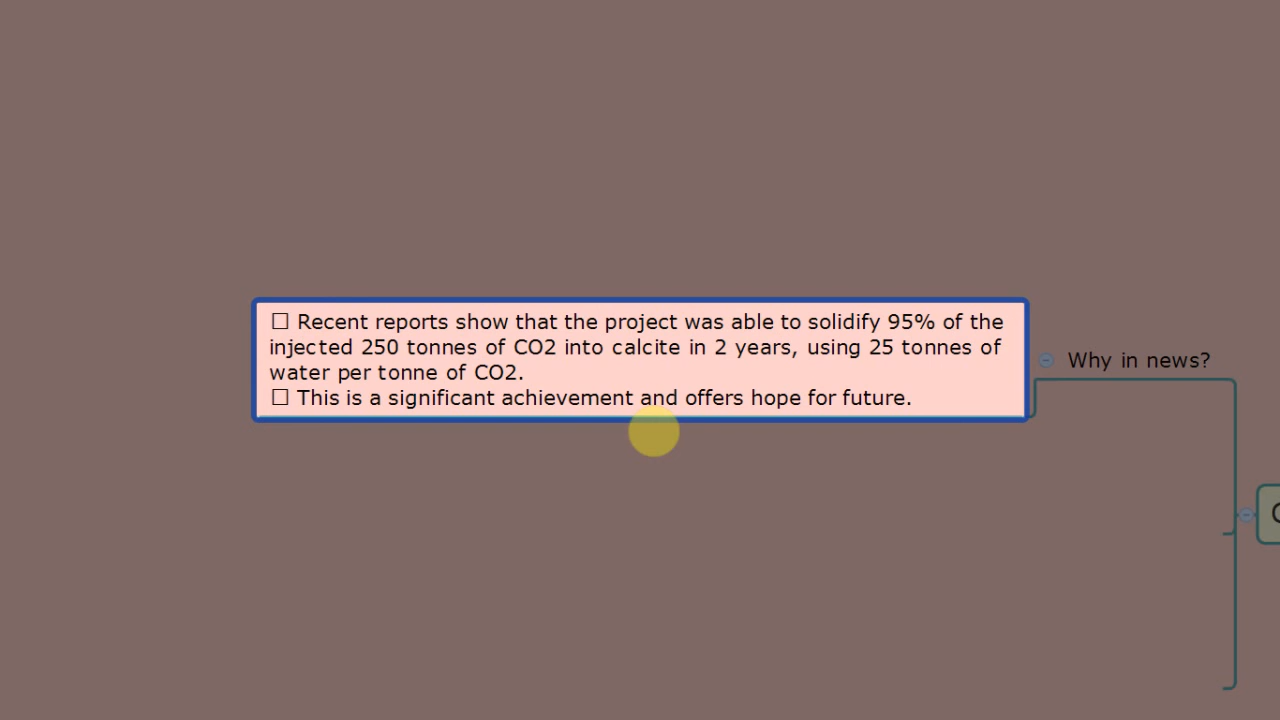 ☐ Recent reports show that the project was able to solidify 95% of the
injected 250 tonnes of CO2 into calcite in 2 years, using 25 tonnes of
water per tonne of CO2.
☐ This is a significant achievement and offers hope for future.
Why in news?